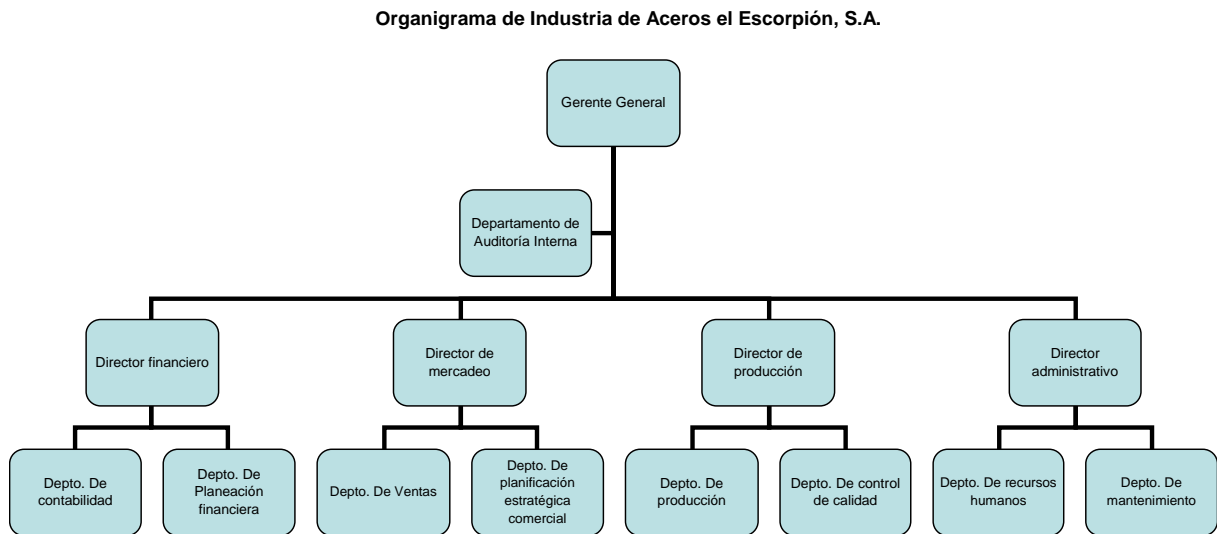 Organigrama de Industria de Aceros el Escorpión, S.A.
Gerente General
Departamento de
Auditoría Interna
Director financiero
Director de
mercadeo
Director de
producción
Director
administrativo
Depto. De
contabilidad
Depto. De
Planeación
financiera
Depto. De Ventas
Depto. De
planificación
estratégica
comercial
Depto. De
producción
Depto. De control
de calidad
Depto. De recursos
humanos
Depto. De
mantenimiento